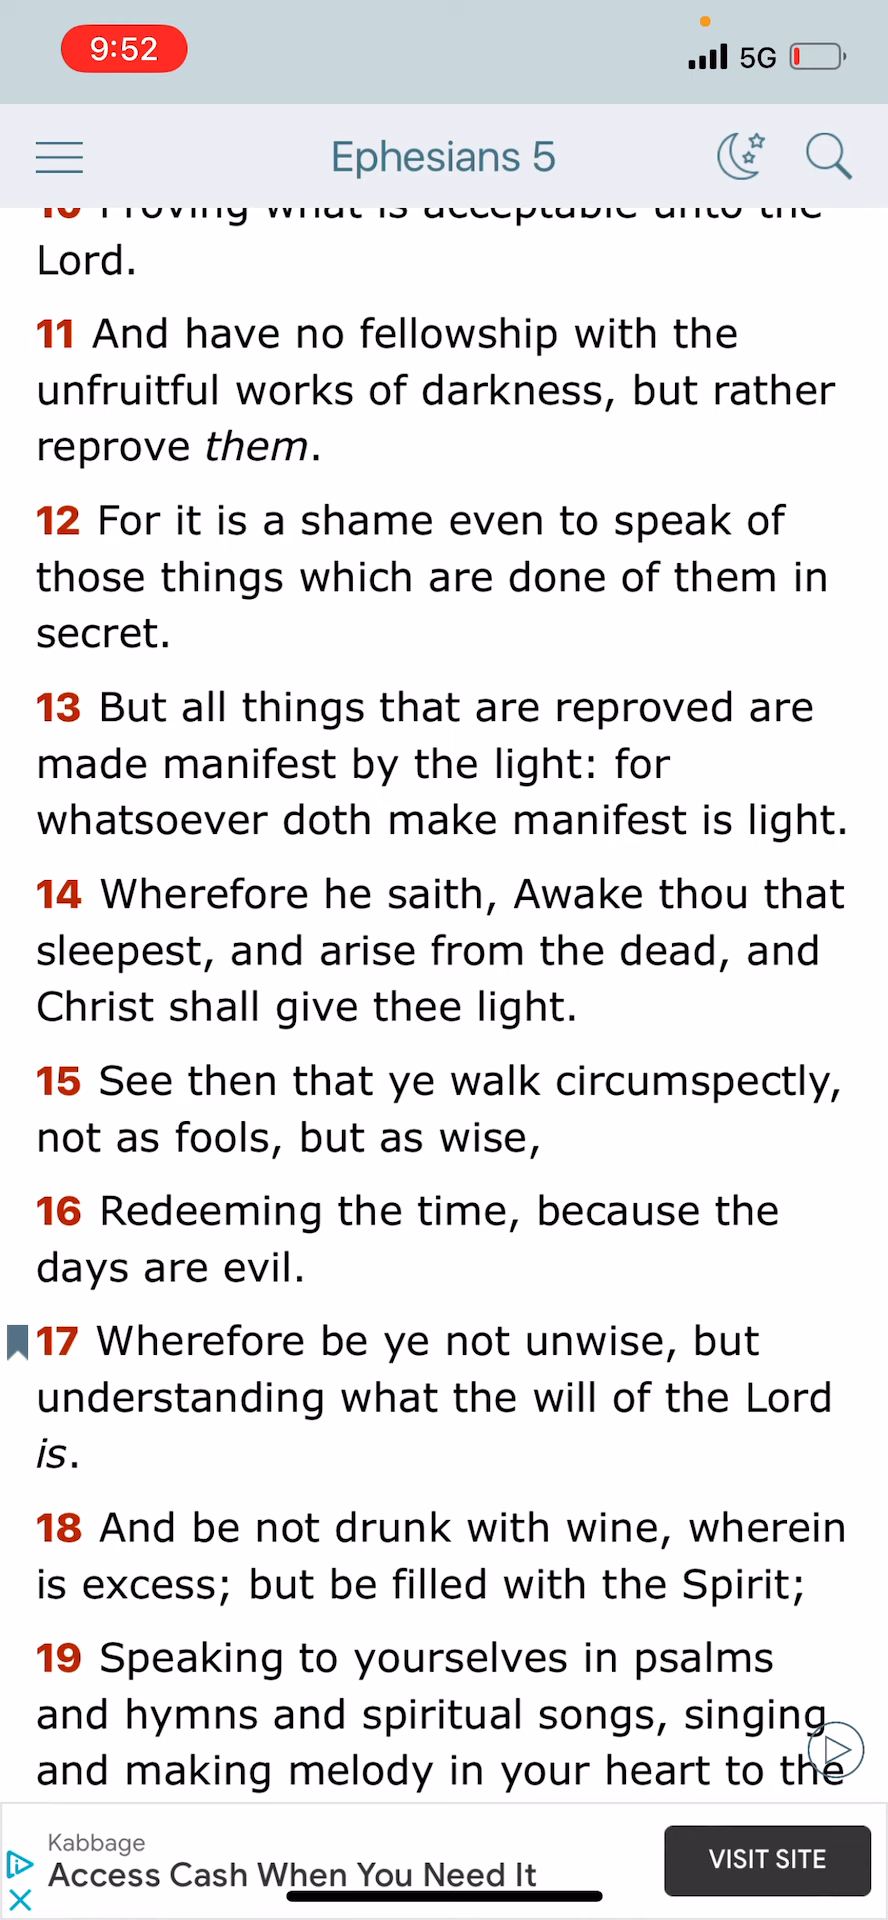 9:52
5G
Ephesians 5
10 Proving what is acceptable unto the
Lord.
11 And have no fellowship with the
unfruitful works of darkness, but rather
reprove them.
12 For it is a shame even to speak of
those things which are done of them in
secret.
13 But all things that are reproved are
made manifest by the light: for
whatsoever doth make manifest is light.
14 Wherefore he saith, Awake thou that
sleepest, and arise from the dead, and
Christ shall give thee light.
15 See then that ye walk circumspectly,
not as fools, but as wise,
16 Redeeming the time, because the
days are evil.
17 Wherefore be ye not unwise, but
understanding what the will of the Lord
is.
18 And be not drunk with wine, wherein
is excess; but be filled with the Spirit;
19 Speaking to yourselves in psalms
and hymns and spiritual songs, singing
and making melody in your heart to the
Kabbage
Access Cash When You Need It
VISIT SITE